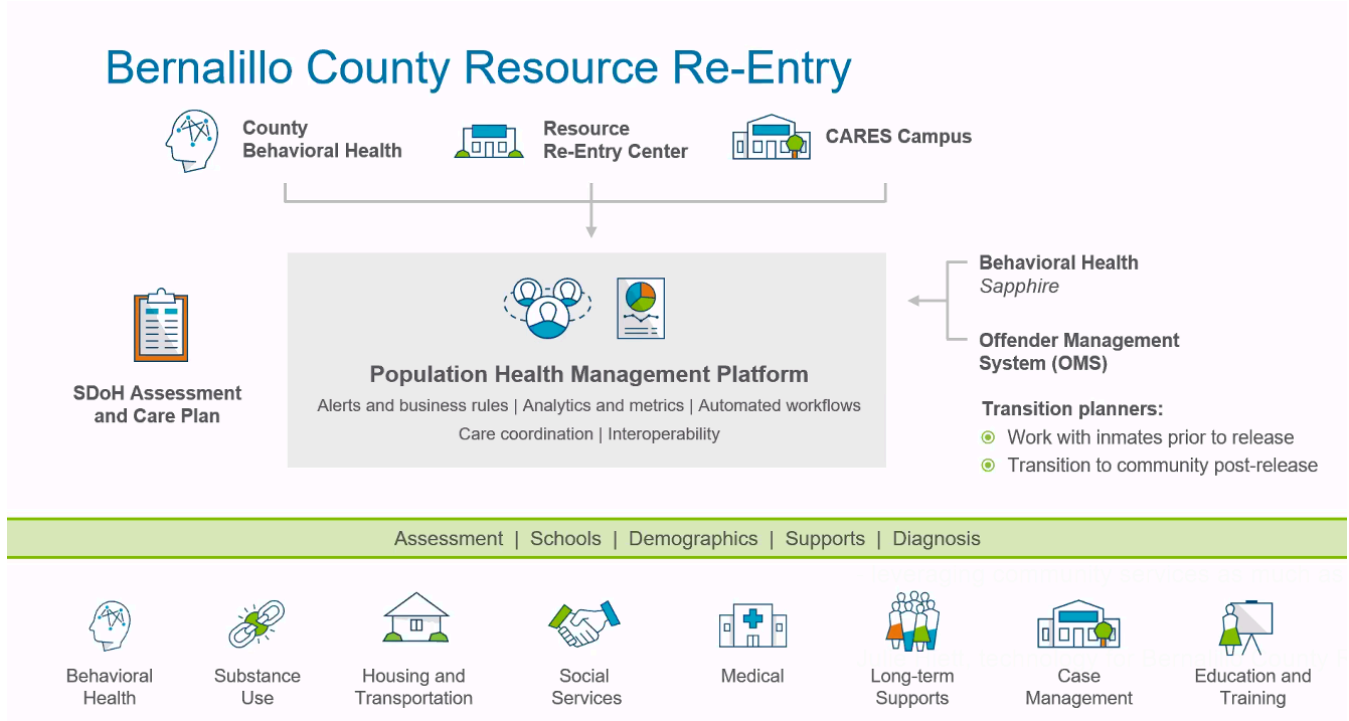 Bernalillo County Resource Re-Entry
County
Behavioral Health
Resource
Re-Entry Center
CARES Campus
Behavioral Health
Sapphire
Offender Management
System (OMS)
Transition planners:
Work with inmates prior to release
Transition to community post-release
SDoH Assessment
and Care Plan
Population Health Management Platform
Alerts and business rules | Analytics and metrics | Automated workflows
Care coordination | Interoperability
Assessment | Schools | Demographics | Supports | Diagnosis
Behavioral
Health
Substance
Use
Housing and
Transportation
Social
Services
Medical
Long-term
Supports
Case
Management
Education and
Training